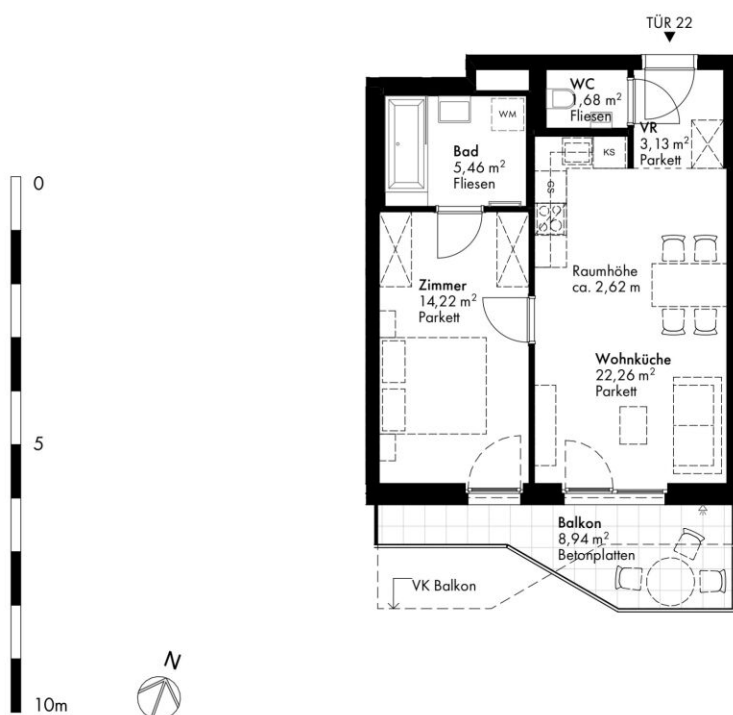 TÜR 22
WC
1,68 m²
Fliesen
VR
3,13 m²
Parkett
WM
Bad
5,46 m²
Fliesen
KS
GS
0
Zimmer
14,22 m²
Parkett
Raumhöhe
ca. 2,62 m
Wohnküche
22,26 m²
Parkett
5
Balkon
8,94 m²
Betonplatten
VK Balkon
N
10m